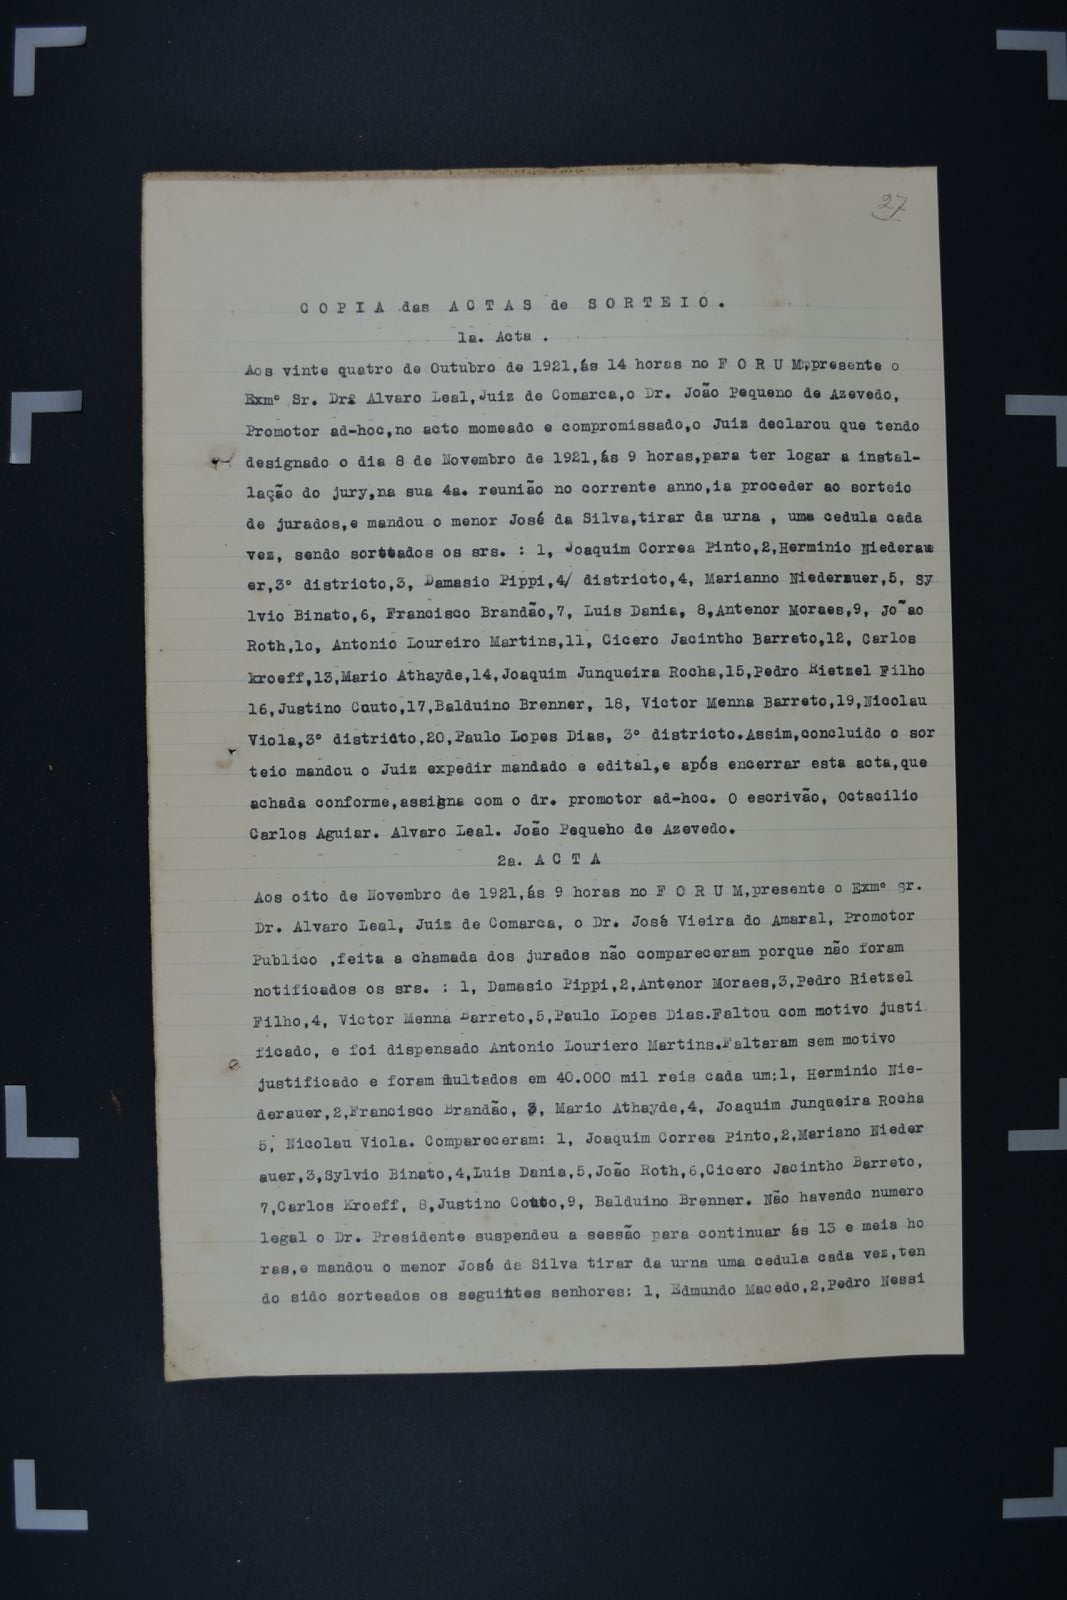 27
C O P I A das A C T A S de S O R T E I O .
1a. Acta .
Aos vinte quatro de Outubro de 1921,ás 14 horas no F O R U M,presente o
Exmº Sr. Dr. Alvaro Leal,Juiz de Comarca,o Dr. João Pequeno de Azevedo,
Promotor ad-hoc,no acto momeado e compromissado,o Juiz declarou que tendo
designado o dia 8 de Novembro de 1921,ás 9 horas,para ter logar a instal-
lação do jury,na sua 4a. reunião no corrente anno,ia proceder ao sorteio
de jurados,e mandou o menor José da Silva,tirar da urna , uma cedula cada
vez, sendo sorteados os srs. : 1, Joaquim Correa Pinto,2,Herminio Niederau
er,3º districto,3, Damasio Pippi,4/ districto,4, Marianno Niederauer,5, Sy
lvio Binato,6, Francisco Brandão,7, Luis Dania, 8,Antenor Moraes,9, Jo~ao
Roth,lo, Antonio Loureiro Martins,11, Cicero Jacintho Barreto,12, Carlos
kroeff,13,Mario Athayde,14,Joaquim Junqueira Rocha,15,Pedro Rietzel Filho
16,Justino Couto,17,Balduino Brenner, 18, Victor Menna Barreto,19,Nicolau
Viola,3º districto,20,Paulo Lopes Dias, 3º districto.Assim,concluido o sor
teio mandou o Juiz expedir mandado e edital,e após encerrar esta acta,que
achada conforme,assigna com o dr. promotor ad-hoc. O escrivão, Octacilio
Carlos Aguiar. Alvaro Leal. João Pequeho de Azevedo.
2a. A C T A
Aos oito de Novembro de 1921,ás 9 horas no F O R U M,presente o Exmº Sr.
Dr. Alvaro Leal, Juiz de Comarca, o Dr. José Vieira do Amaral, Promotor
Publico ,feita a chamada dos jurados não compareceram porque não foram
notificados os srs. : 1, Damasio Pippi,2,Antenor Moraes,3,Pedro Rietzel
Filho,4, Victor Menna Barreto,5,Paulo Lopes Dias.Faltou com motivo justi
ficado, e foi dispensado Antonio Louriero Martins.Faltaram sem motivo
justificado e foram multados em 40.000 mil reis cada um:1, Herminio Nie-
derauer,2,Francisco Brandão, 3, Mario Athayde,4, Joaquim Junqueira Rocha
5, Nicolau Viola. Compareceram: 1, Joaquim Correa Pinto,2,Mariano Nieder
auer,3,Sylvio Binato,4,Luis Dania,5,João Roth,6,Cicero Jacintho Barreto,
7,Carlos Kroeff, 8,Justino Couto,9, Balduino Brenner. Não havendo numero
legal o Dr. Presidente suspendeu a sessão para continuar ás 13 e meia ho
ras,e mandou o menor José da Silva tirar da urna uma cedula cada vez,ten
do sido sorteados os seguintes senhores: 1, Edmundo Macedo,2,Pedro Nessi